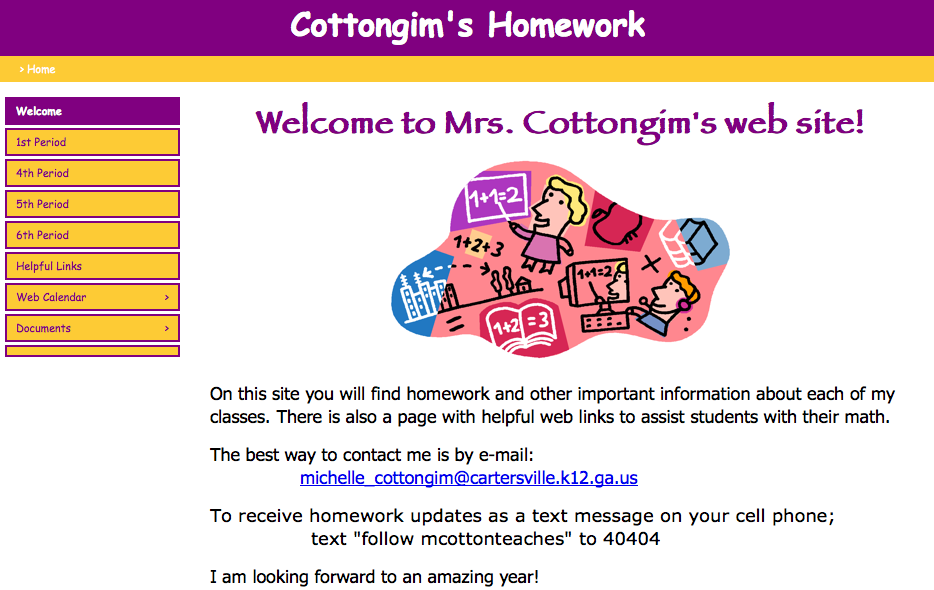 Cottongim's Homework
> Home
Welcome
1st Period
4th Period
5th Period
6th Period
Helpful Links
Web Calendar >
Documents >
Welcome to Mrs. Cottongim's web site!
1+1=2
1+2+3
1+1=2
1+2=3
On this site you will find homework and other important information about each of my
classes. There is also a page with helpful web links to assist students with their math.
The best way to contact me is by e-mail:
michelle_cottongim@cartersville.k12.ga.us
To receive homework updates as a text message on your cell phone;
text "follow mcottonteaches" to 40404
I am looking forward to an amazing year!